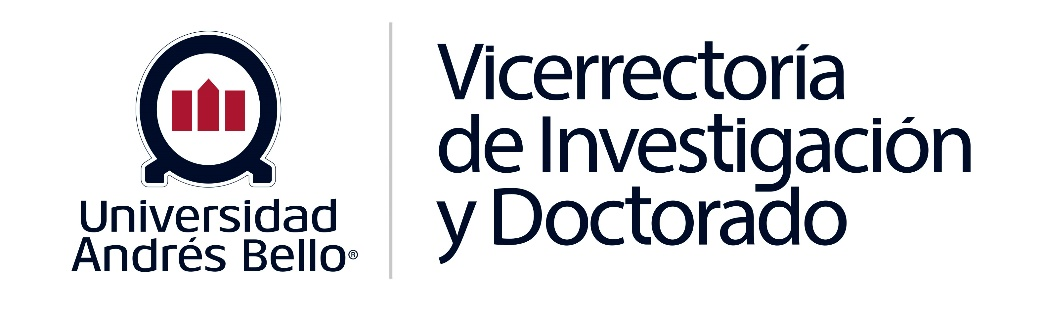 Universidad
Andrés Bello®
Vicerrectoría
de Investigación
y Doctorado